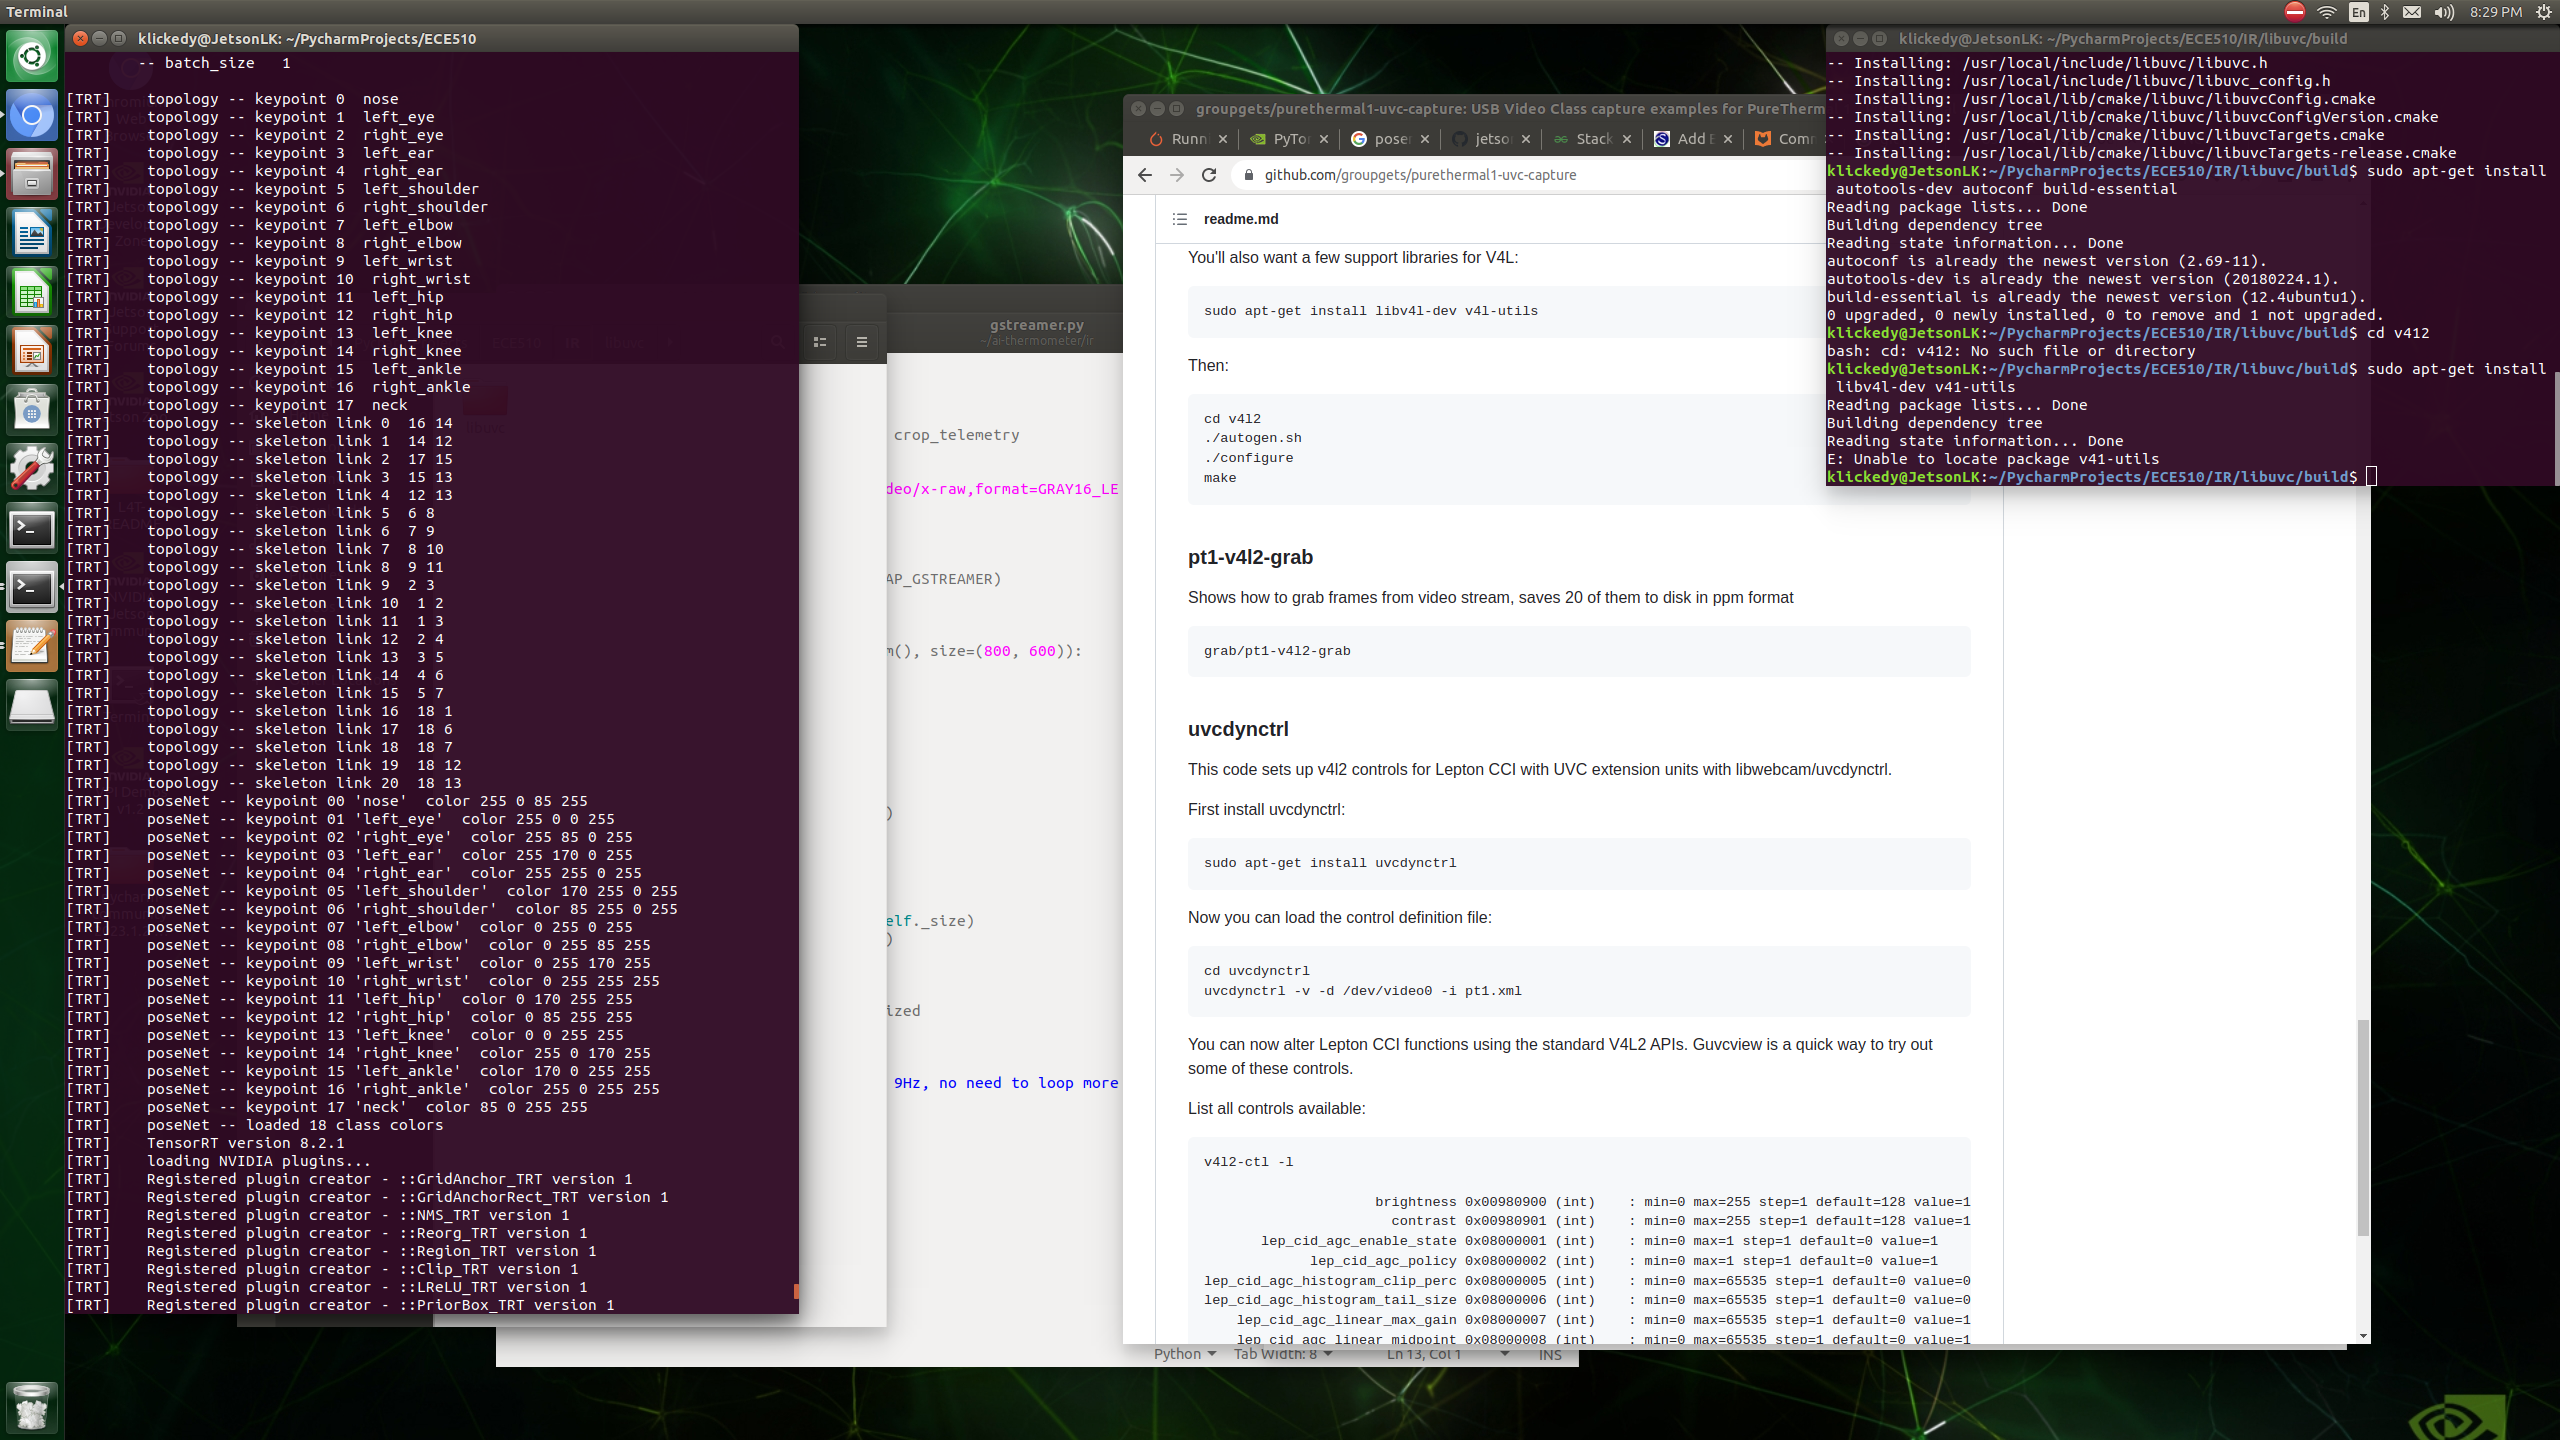 Terminal
En
8:29 PM
klickedy@JetsonLK: ~/PycharmProjects/ECE510
-- batch_size   1
[TRT]    topology -- keypoint 0  nose
[TRT]    topology -- keypoint 1  left_eye
[TRT]    topology -- keypoint 2  right_eye
[TRT]    topology -- keypoint 3  left_ear
[TRT]    topology -- keypoint 4  right_ear
[TRT]    topology -- keypoint 5  left_shoulder
[TRT]    topology -- keypoint 6  right_shoulder
[TRT]    topology -- keypoint 7  left_elbow
[TRT]    topology -- keypoint 8  right_elbow
[TRT]    topology -- keypoint 9  left_wrist
[TRT]    topology -- keypoint 10  right_wrist
[TRT]    topology -- keypoint 11  left_hip
[TRT]    topology -- keypoint 12  right_hip
[TRT]    topology -- keypoint 13  left_knee
[TRT]    topology -- keypoint 14  right_knee
[TRT]    topology -- keypoint 15  left_ankle
[TRT]    topology -- keypoint 16  right_ankle
[TRT]    topology -- keypoint 17  neck
[TRT]    topology -- skeleton link 0  16 14
[TRT]    topology -- skeleton link 1  14 12
[TRT]    topology -- skeleton link 2  17 15
[TRT]    topology -- skeleton link 3  15 13
[TRT]    topology -- skeleton link 4  12 13
[TRT]    topology -- skeleton link 5  6 8
[TRT]    topology -- skeleton link 6  7 9
[TRT]    topology -- skeleton link 7  8 10
[TRT]    topology -- skeleton link 8  9 11
[TRT]    topology -- skeleton link 9  2 3
[TRT]    topology -- skeleton link 10  1 2
[TRT]    topology -- skeleton link 11  1 3
[TRT]    topology -- skeleton link 12  2 4
[TRT]    topology -- skeleton link 13  3 5
[TRT]    topology -- skeleton link 14  4 6
[TRT]    topology -- skeleton link 15  5 7
[TRT]    topology -- skeleton link 16  18 1
[TRT]    topology -- skeleton link 17  18 6
[TRT]    topology -- skeleton link 18  18 7
[TRT]    topology -- skeleton link 19  18 12
[TRT]    topology -- skeleton link 20  18 13
[TRT]    poseNet -- keypoint 00 'nose'  color 255 0 85 255
[TRT]    poseNet -- keypoint 01 'left_eye'  color 255 0 0 255
[TRT]    poseNet -- keypoint 02 'right_eye'  color 255 85 0 255
[TRT]    poseNet -- keypoint 03 'left_ear'  color 255 170 0 255
[TRT]    poseNet -- keypoint 04 'right_ear'  color 255 255 0 255
[TRT]    poseNet -- keypoint 05 'left_shoulder'  color 170 255 0 255
[TRT]    poseNet -- keypoint 06 'right_shoulder'  color 85 255 0 255
[TRT]    poseNet -- keypoint 07 'left_elbow'  color 0 255 0 255
[TRT]    poseNet -- keypoint 08 'right_elbow'  color 0 255 85 255
[TRT]    poseNet -- keypoint 09 'left_wrist'  color 0 255 170 255
[TRT]    poseNet -- keypoint 10 'right_wrist'  color 0 255 255 255
[TRT]    poseNet -- keypoint 11 'left_hip'  color 0 170 255 255
[TRT]    poseNet -- keypoint 12 'right_hip'  color 0 85 255 255
[TRT]    poseNet -- keypoint 13 'left_knee'  color 0 0 255 255
[TRT]    poseNet -- keypoint 14 'right_knee'  color 255 0 170 255
[TRT]    poseNet -- keypoint 15 'left_ankle'  color 170 0 255 255
[TRT]    poseNet -- keypoint 16 'right_ankle'  color 255 0 255 255
[TRT]    poseNet -- keypoint 17 'neck'  color 85 0 255 255
[TRT]    poseNet -- loaded 18 class colors
[TRT]    TensorRT version 8.2.1
[TRT]    loading NVIDIA plugins...
[TRT]    Registered plugin creator - ::GridAnchor_TRT version 1
[TRT]    Registered plugin creator - ::GridAnchorRect_TRT version 1
[TRT]    Registered plugin creator - ::NMS_TRT version 1
[TRT]    Registered plugin creator - ::Reorg_TRT version 1
[TRT]    Registered plugin creator - ::Region_TRT version 1
[TRT]    Registered plugin creator - ::Clip_TRT version 1
[TRT]    Registered plugin creator - ::LReLU_TRT version 1
[TRT]    Registered plugin creator - ::PriorBox_TRT version 1
gstreamer.py
~/ai-thermometer/ir
crop_telemetry
deo/x-raw,format=GRAY16_LE
AP_GSTREAMER)
m(), size=(800, 600)):
)
elf._size)
)
ized
9Hz, no need to loop more
Python
Tab Width: 8
Ln 13, Col 1
INS
groupgets/purethermal1-uvc-capture: USB Video Class capture examples for PureTherm
Runni
PyTor
posen
jetson
Stack
Add E
Comm
github.com/groupgets/purethermal1-uvc-capture
readme.md
You'll also want a few support libraries for V4L:
sudo apt-get install libv4l-dev v4l-utils
Then:
cd v4l2
./autogen.sh
./configure
make
pt1-v4l2-grab
Shows how to grab frames from video stream, saves 20 of them to disk in ppm format
grab/pt1-v4l2-grab
uvcdynctrl
This code sets up v4l2 controls for Lepton CCI with UVC extension units with libwebcam/uvcdynctrl.
First install uvcdynctrl:
sudo apt-get install uvcdynctrl
Now you can load the control definition file:
cd uvcdynctrl
uvcdynctrl -v -d /dev/video0 -i pt1.xml
You can now alter Lepton CCI functions using the standard V4L2 APIs. Guvcview is a quick way to try out
some of these controls.
List all controls available:
v4l2-ctl -l
brightness 0x00980900 (int)    : min=0 max=255 step=1 default=128 value=1
contrast 0x00980901 (int)    : min=0 max=255 step=1 default=128 value=1
lep_cid_agc_enable_state 0x08000001 (int)    : min=0 max=1 step=1 default=0 value=1
lep_cid_agc_policy 0x08000002 (int)    : min=0 max=1 step=1 default=0 value=1
lep_cid_agc_histogram_clip_perc 0x08000005 (int)    : min=0 max=65535 step=1 default=0 value=0
lep_cid_agc_histogram_tail_size 0x08000006 (int)    : min=0 max=65535 step=1 default=0 value=0
lep_cid_agc_linear_max_gain 0x08000007 (int)    : min=0 max=65535 step=1 default=0 value=1
lep_cid_agc_linear_midpoint 0x08000008 (int)    : min=0 max=65535 step=1 default=0 value=1
klickedy@JetsonLK: ~/PycharmProjects/ECE510/IR/libuvc/build
-- Installing: /usr/local/include/libuvc/libuvc.h
-- Installing: /usr/local/include/libuvc/libuvc_config.h
-- Installing: /usr/local/lib/cmake/libuvc/libuvcConfig.cmake
-- Installing: /usr/local/lib/cmake/libuvc/libuvcConfigVersion.cmake
-- Installing: /usr/local/lib/cmake/libuvc/libuvcTargets.cmake
-- Installing: /usr/local/lib/cmake/libuvc/libuvcTargets-release.cmake
klickedy@JetsonLK:~/PycharmProjects/ECE510/IR/libuvc/build$ sudo apt-get install
autotools-dev autoconf build-essential
Reading package lists... Done
Building dependency tree
Reading state information... Done
autoconf is already the newest version (2.69-11).
autotools-dev is already the newest version (20180224.1).
build-essential is already the newest version (12.4ubuntu1).
0 upgraded, 0 newly installed, 0 to remove and 1 not upgraded.
klickedy@JetsonLK:~/PycharmProjects/ECE510/IR/libuvc/build$ cd v412
bash: cd: v412: No such file or directory
klickedy@JetsonLK:~/PycharmProjects/ECE510/IR/libuvc/build$ sudo apt-get install
libv4l-dev v41-utils
Reading package lists... Done
Building dependency tree
Reading state information... Done
E: Unable to locate package v41-utils
klickedy@JetsonLK:~/PycharmProjects/ECE510/IR/libuvc/build$